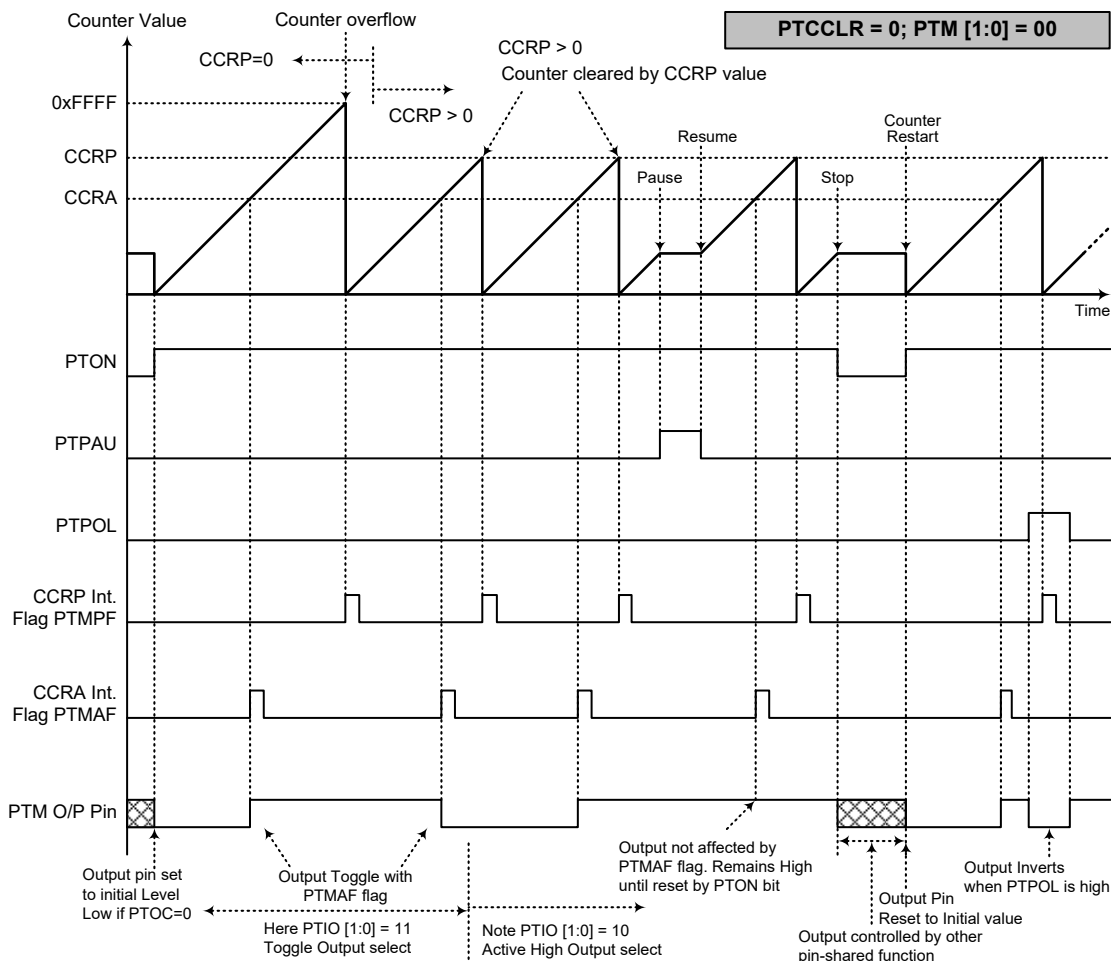 Counter Value
Counter overflow
PTCCLR = 0; PTM [1:0] = 00
CCRP=0
CCRP > 0
CCRP > 0
Counter cleared by CCRP value
0xFFFF
CCRP
CCRA
Pause
Resume
Stop
Counter
Restart
Time
PTON
PTPAU
PTPOL
CCRP Int.
Flag PTMPF
CCRA Int.
Flag PTMAF
PTM O/P Pin
Output pin set
to initial Level
Low if PTOC=0
Output Toggle with
PTMAF flag
Here PTIO [1:0] = 11
Toggle Output select
Note PTIO [1:0] = 10
Active High Output select
Output not affected by
PTMAF flag. Remains High
until reset by PTON bit
Output Pin
Reset to Initial value
Output controlled by other
pin-shared function
Output Inverts
when PTPOL is high